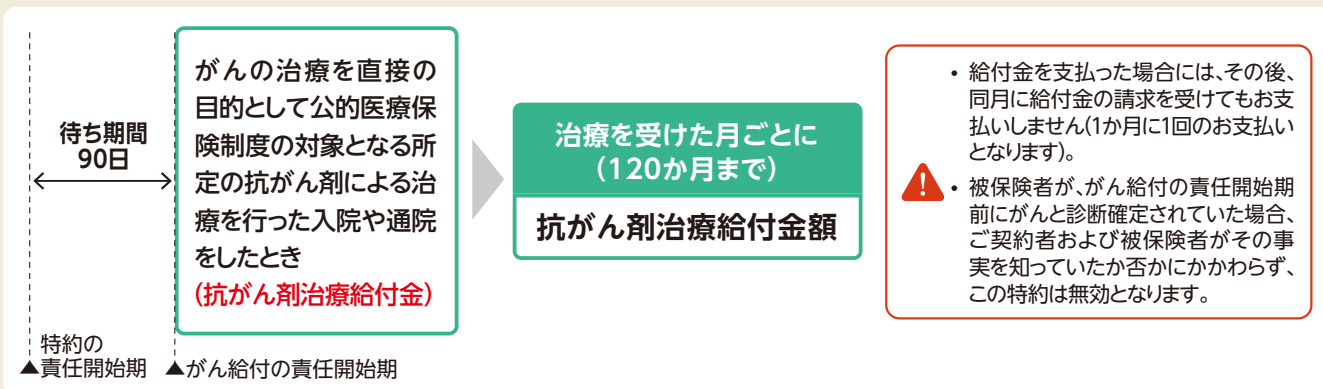 待ち期間
90日
がんの治療を直接の
目的として公的医療保
険制度の対象となる所
定の抗がん剤による治
療を行った入院や通院
をしたとき
(抗がん剤治療給付金)
特約の
▲責任開始期
▲がん給付の責任開始期
治療を受けた月ごとに
(120か月まで)
抗がん剤治療給付金額
• 給付金を支払った場合には、その後、
同月に給付金の請求を受けてもお支
払いしません(1か月に1回のお支払い
となります)。
• 被保険者が、がん給付の責任開始期
前にがんと診断確定されていた場合、
ご契約者および被保険者がその事
実を知っていたか否かにかかわらず、
この特約は無効となります。